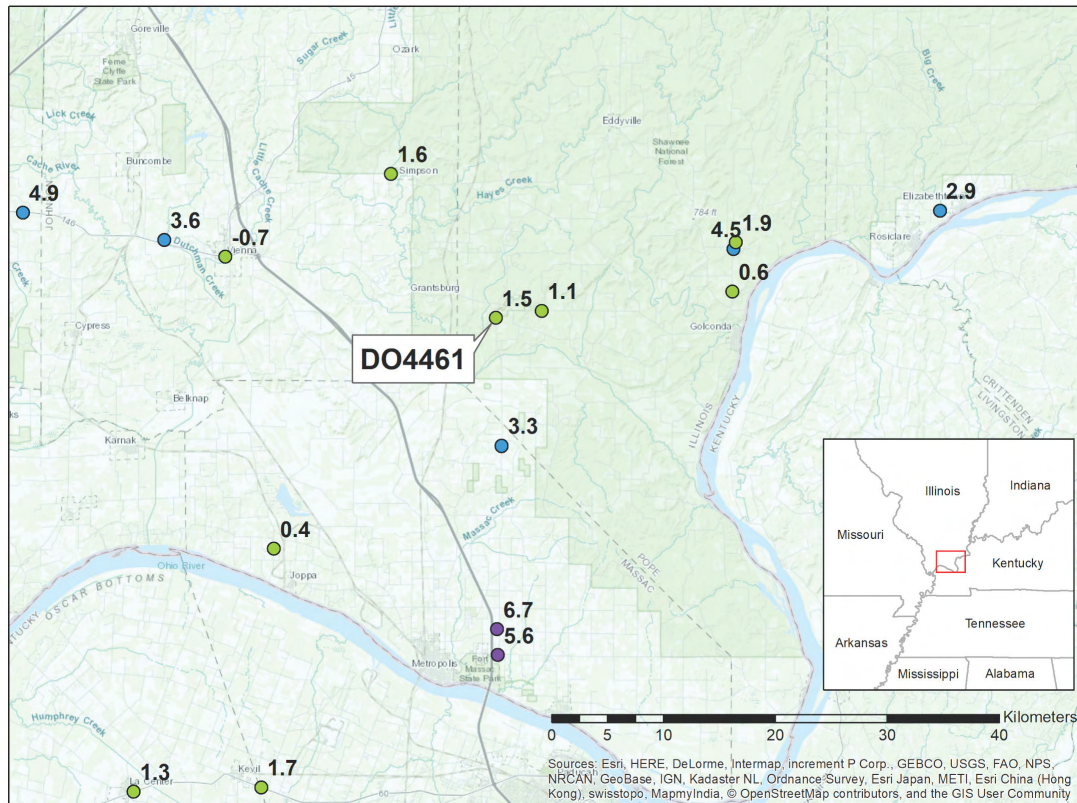 Goreville
Ozark
Sugar Creek
Little
45
Ferne
Clyffe
State Park
Big Creek
Lick Creek
Eddyville
Buncombe
Little Cache Creek
Shawnee
National
Forest
Cache River
1.6
Simpson
Hayes Creek
4.9
146
3.6
Dutchman Creek
-0.7
Vienna
784 ft
4.5
1.9
Elizabethtown
2.9
Rosiclare
0.6
Grantsburg
1.5
1.1
Creek
Cypress
Golconda
DO4461
Belknap
Karnak
3.3
ILLINOIS
KENTUCKY
CRITTENDEN
LIVINGSTON
Massac Creek
0.4
Joppa
Ohio River
OSCAR BOTTOMS
POPE
MASSAC
6.7
5.6
Metropolis
Fort
Massac
State Park
Humphrey Creek
1.3
La Center
Kevil
1.7
60
Paducah
Illinois
Indiana
Missouri
Kentucky
Tennessee
Arkansas
Mississippi
Alabama
Kilometers
0 5 10 20 30 40
Sources: Esri, HERE, DeLorme, Intermap, increment P Corp., GEBCO, USGS, FAO, NPS,
NRCAN, GeoBase, IGN, Kadaster NL, Ordnance Survey, Esri Japan, METI, Esri China (Hong
Kong), swisstopo, MapmyIndia, © OpenStreetMap contributors, and the GIS User Community